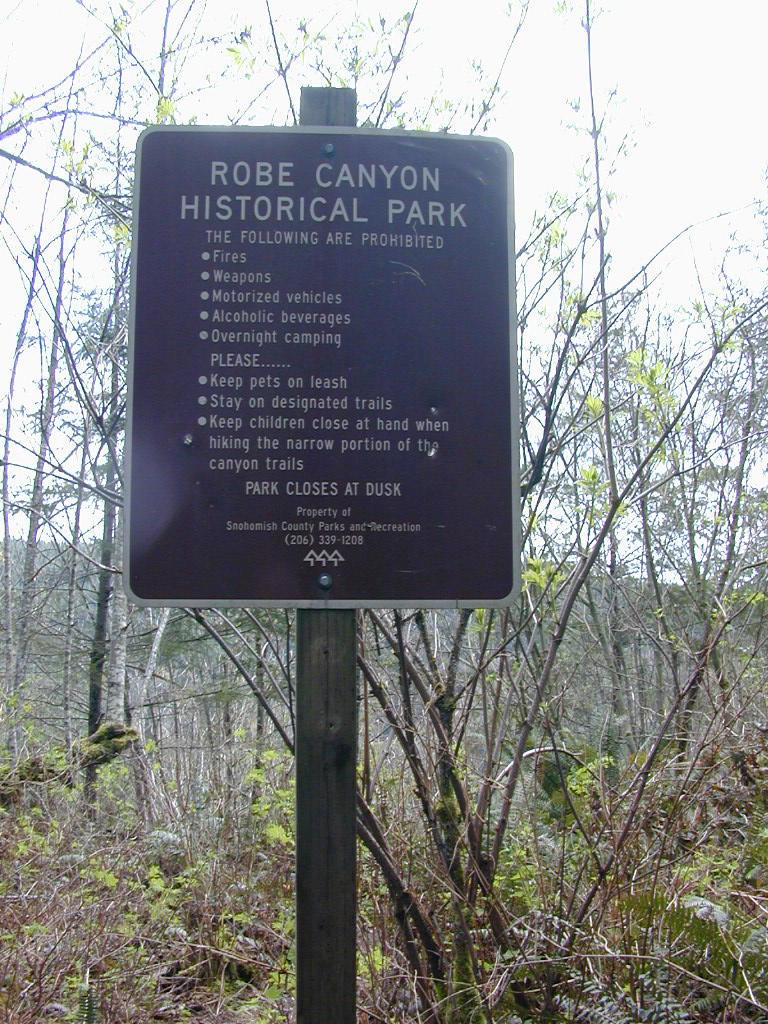 ROBE CANYON
HISTORICAL PARK
THE FOLLOWING ARE PROHIBITED
● Fires
● Weapons
● Motorized vehicles
● Alcoholic beverages
● Overnight camping
PLEASE......
● Keep pets on leash
● Stay on designated trails
● Keep children close at hand when
hiking the narrow portion of the
canyon trails
PARK CLOSES AT DUSK
Property of
Snohomish County Parks and Recreation
(206) 339-1208